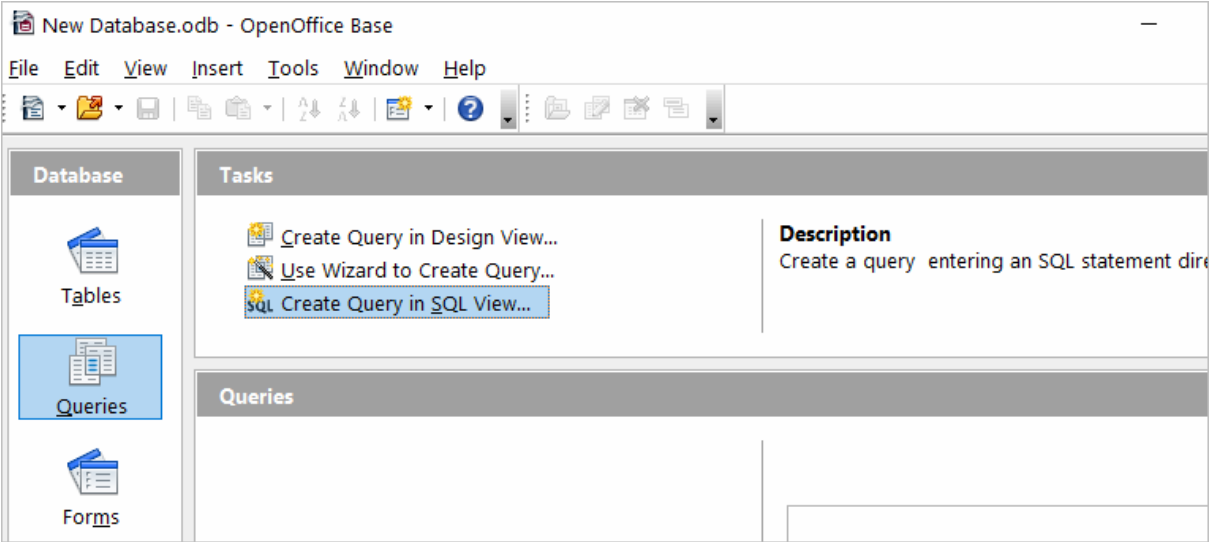 New Database.odb - OpenOffice Base
File Edit View Insert Tools Window Help
Database
Tables
Queries
Forms
Tasks
Create Query in Design View...
Use Wizard to Create Query...
SQL Create Query in SQL View...
Description
Create a query entering an SQL statement dire
Queries